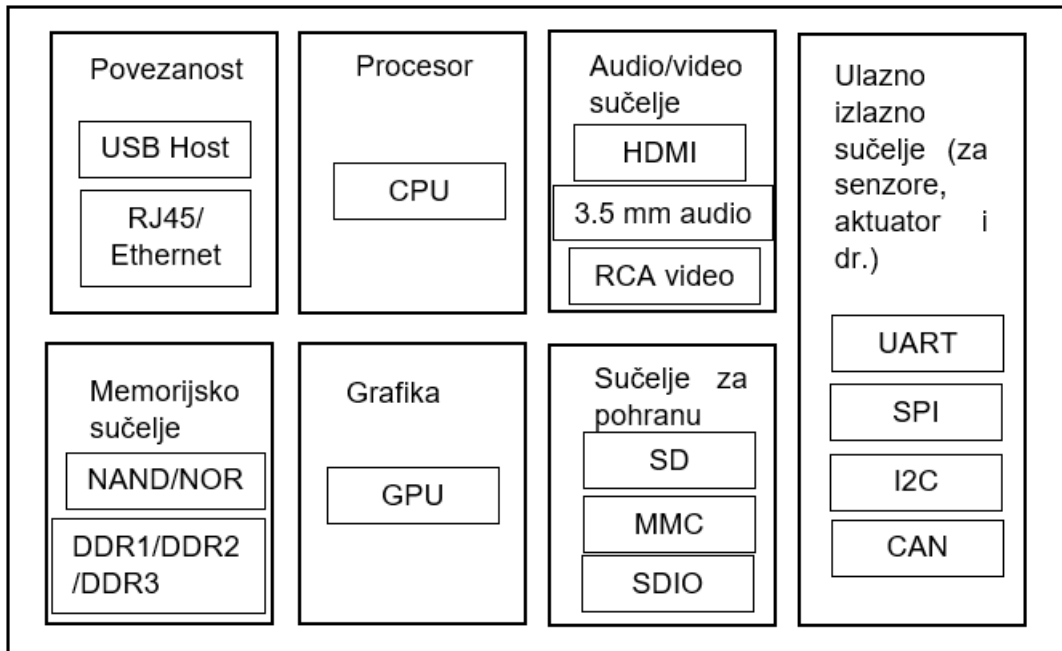 Povezanost
USB Host
RJ45/
Ethernet
Procesor
CPU
Audio/video
sučelje
HDMI
3.5 mm audio
RCA video
Ulazno
izlazno
sučelje (za
senzore,
aktuator i
dr.)
UART
SPI
I2C
CAN
Memorijsko
sučelje
NAND/NOR
DDR1/DDR2
/DDR3
Grafika
GPU
Sučelje za
pohranu
SD
MMC
SDIO